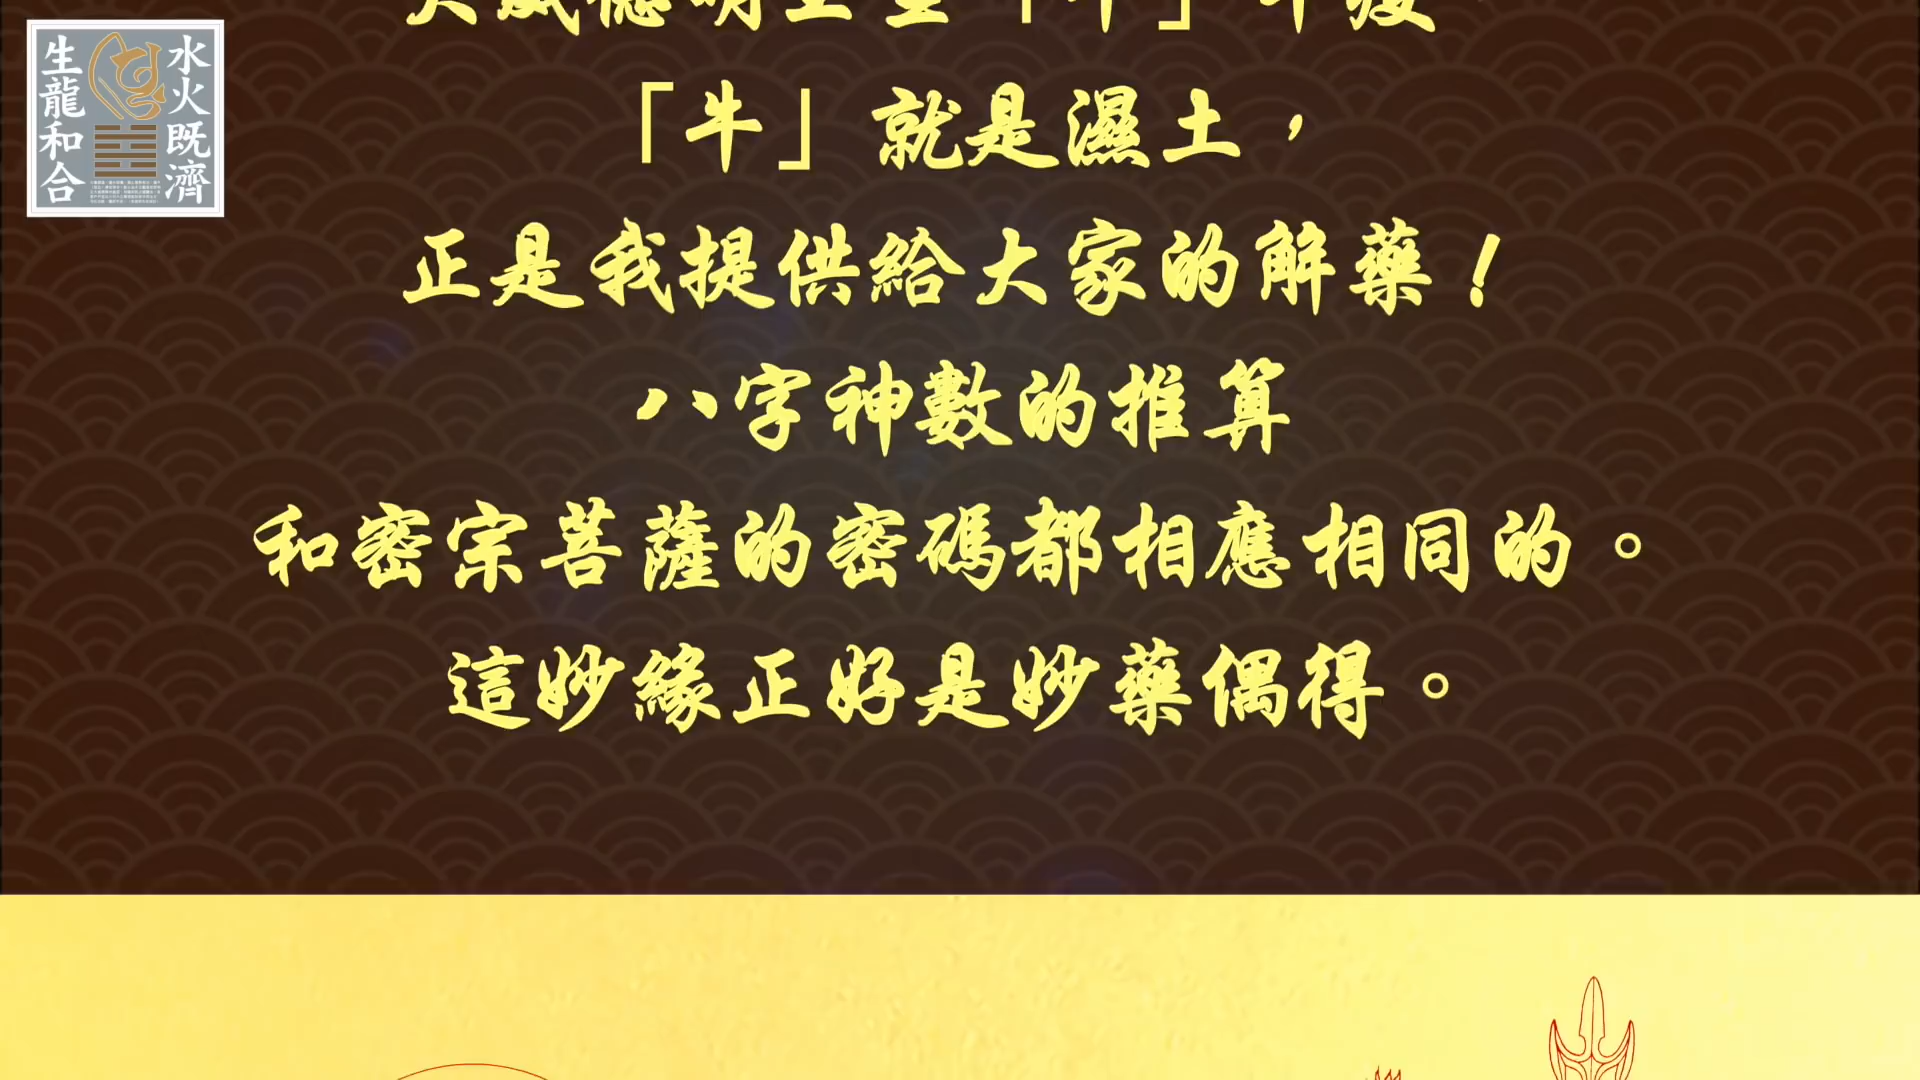 水火既濟
生龍和合
「牛」就是濕土，
正是我提供給大家的解藥！
八字神數的推算
和密宗菩薩的密碼都相應相同的。
這妙緣正好是妙藥偶得。